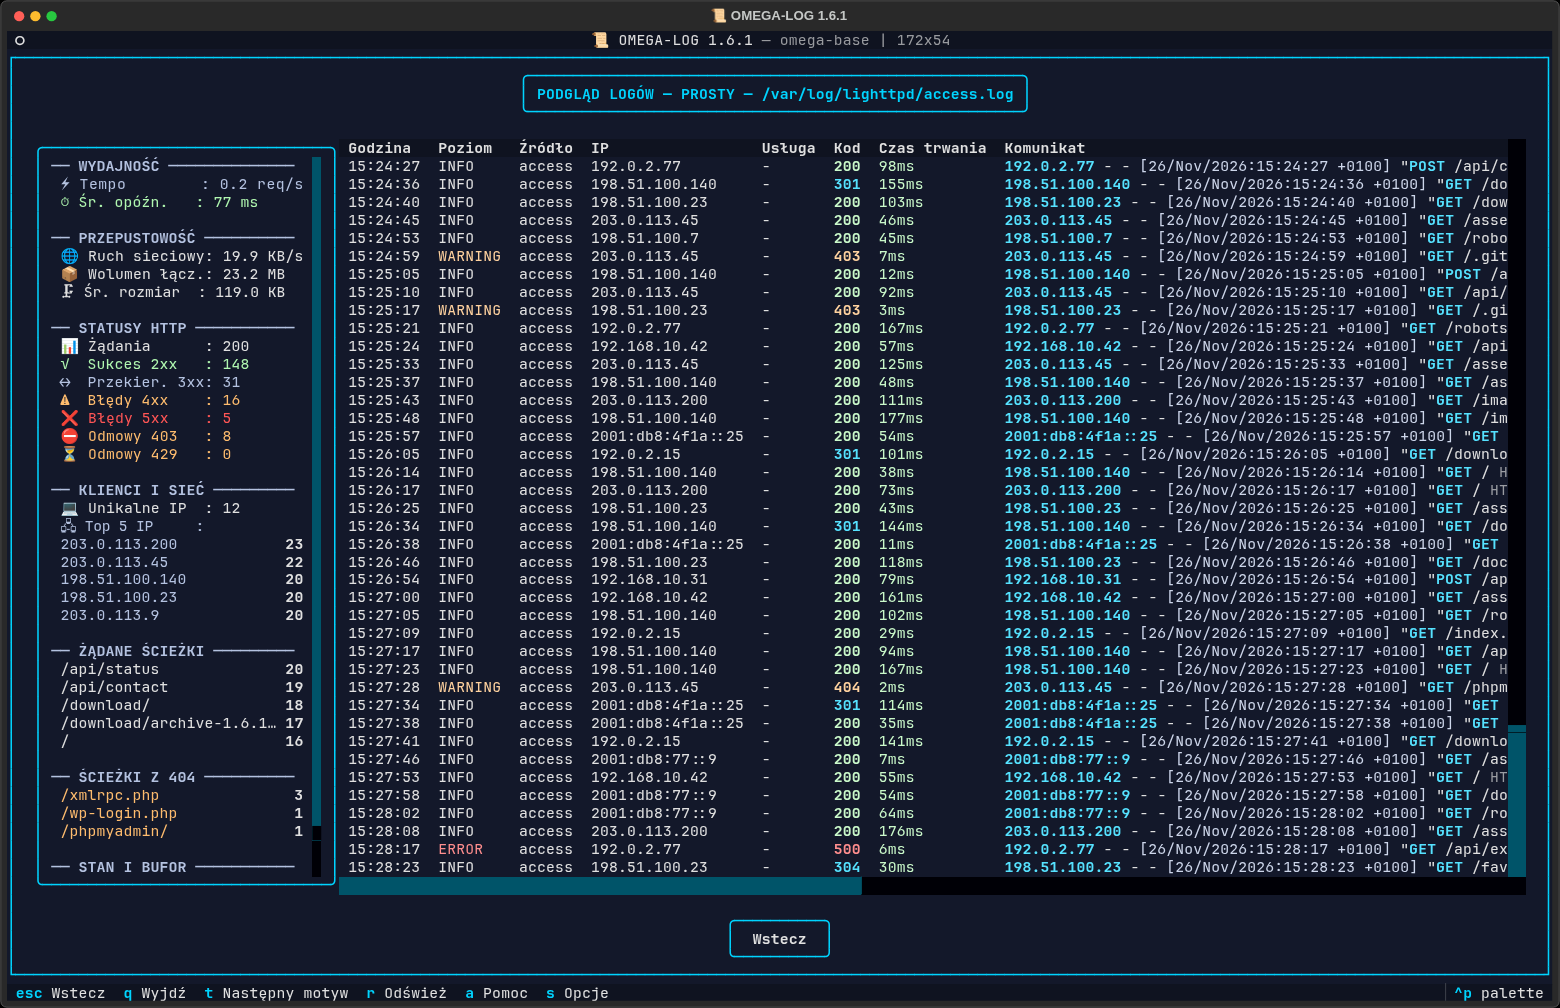 📜 OMEGA-LOG 1.6.1
📜 OMEGA-LOG 1.6.1 — omega-base | 172x54
PODGLĄD LOGÓW — PROSTY — /var/log/lighttpd/access.log
WYDAJNOŚĆ
⚡ Tempo : 0.2 req/s
⏱ Śr. opóźn. : 77 ms
PRZEPUSTOWOŚĆ
🌐 Ruch sieciowy: 19.9 KB/s
📦 Wolumen łącz.: 23.2 MB
🗜 Śr. rozmiar : 119.0 KB
STATUSY HTTP
📊 Żądania : 200
√ Sukces 2xx : 148
↔ Przekier. 3xx: 31
⚠ Błędy 4xx : 16
❌ Błędy 5xx : 5
⛔ Odmowy 403 : 8
⏳ Odmowy 429 : 0
KLIENCI I SIEĆ
💻 Unikalne IP : 12
🖧 Top 5 IP :
203.0.113.200 23
203.0.113.45 22
198.51.100.140 20
198.51.100.23 20
203.0.113.9 20
ŻĄDANE ŚCIEŻKI
/api/status 20
/api/contact 19
/download/ 18
/download/archive-1.6.1… 17
/ 16
ŚCIEŻKI Z 404
/xmlrpc.php 3
/wp-login.php 1
/phpmyadmin/ 1
STAN I BUFOR
Godzina Poziom Źródło IP Usługa Kod Czas trwania Komunikat
15:24:27 INFO access 192.0.2.77 - 200 98ms 192.0.2.77 - - [26/Nov/2026:15:24:27 +0100] "POST /api/c
15:24:36 INFO access 198.51.100.140 - 301 155ms 198.51.100.140 - - [26/Nov/2026:15:24:36 +0100] "GET /do
15:24:40 INFO access 198.51.100.23 - 200 103ms 198.51.100.23 - - [26/Nov/2026:15:24:40 +0100] "GET /dow
15:24:45 INFO access 203.0.113.45 - 200 46ms 203.0.113.45 - - [26/Nov/2026:15:24:45 +0100] "GET /asse
15:24:53 INFO access 198.51.100.7 - 200 45ms 198.51.100.7 - - [26/Nov/2026:15:24:53 +0100] "GET /robo
15:24:59 WARNING access 203.0.113.45 - 403 7ms 203.0.113.45 - - [26/Nov/2026:15:24:59 +0100] "GET /.git
15:25:05 INFO access 198.51.100.140 - 200 12ms 198.51.100.140 - - [26/Nov/2026:15:25:05 +0100] "POST /a
15:25:10 INFO access 203.0.113.45 - 200 92ms 203.0.113.45 - - [26/Nov/2026:15:25:10 +0100] "GET /api/
15:25:17 WARNING access 198.51.100.23 - 403 3ms 198.51.100.23 - - [26/Nov/2026:15:25:17 +0100] "GET /.gi
15:25:21 INFO access 192.0.2.77 - 200 167ms 192.0.2.77 - - [26/Nov/2026:15:25:21 +0100] "GET /robots
15:25:24 INFO access 192.168.10.42 - 200 57ms 192.168.10.42 - - [26/Nov/2026:15:25:24 +0100] "GET /api
15:25:33 INFO access 203.0.113.45 - 200 125ms 203.0.113.45 - - [26/Nov/2026:15:25:33 +0100] "GET /asse
15:25:37 INFO access 198.51.100.140 - 200 48ms 198.51.100.140 - - [26/Nov/2026:15:25:37 +0100] "GET /as
15:25:43 INFO access 203.0.113.200 - 200 111ms 203.0.113.200 - - [26/Nov/2026:15:25:43 +0100] "GET /ima
15:25:48 INFO access 198.51.100.140 - 200 177ms 198.51.100.140 - - [26/Nov/2026:15:25:48 +0100] "GET /im
15:25:57 INFO access 2001:db8:4f1a::25 - 200 54ms 2001:db8:4f1a::25 - - [26/Nov/2026:15:25:57 +0100] "GET
15:26:05 INFO access 192.0.2.15 - 301 101ms 192.0.2.15 - - [26/Nov/2026:15:26:05 +0100] "GET /downlo
15:26:14 INFO access 198.51.100.140 - 200 38ms 198.51.100.140 - - [26/Nov/2026:15:26:14 +0100] "GET / H
15:26:17 INFO access 203.0.113.200 - 200 73ms 203.0.113.200 - - [26/Nov/2026:15:26:17 +0100] "GET / HT
15:26:25 INFO access 198.51.100.23 - 200 43ms 198.51.100.23 - - [26/Nov/2026:15:26:25 +0100] "GET /ass
15:26:34 INFO access 198.51.100.140 - 301 144ms 198.51.100.140 - - [26/Nov/2026:15:26:34 +0100] "GET /do
15:26:38 INFO access 2001:db8:4f1a::25 - 200 11ms 2001:db8:4f1a::25 - - [26/Nov/2026:15:26:38 +0100] "GET
15:26:46 INFO access 198.51.100.23 - 200 118ms 198.51.100.23 - - [26/Nov/2026:15:26:46 +0100] "GET /doc
15:26:54 INFO access 192.168.10.31 - 200 79ms 192.168.10.31 - - [26/Nov/2026:15:26:54 +0100] "POST /ap
15:27:00 INFO access 192.168.10.42 - 200 161ms 192.168.10.42 - - [26/Nov/2026:15:27:00 +0100] "GET /ass
15:27:05 INFO access 198.51.100.140 - 200 102ms 198.51.100.140 - - [26/Nov/2026:15:27:05 +0100] "GET /ro
15:27:09 INFO access 192.0.2.15 - 200 29ms 192.0.2.15 - - [26/Nov/2026:15:27:09 +0100] "GET /index.
15:27:17 INFO access 198.51.100.140 - 200 94ms 198.51.100.140 - - [26/Nov/2026:15:27:17 +0100] "GET /ap
15:27:23 INFO access 198.51.100.140 - 200 167ms 198.51.100.140 - - [26/Nov/2026:15:27:23 +0100] "GET / H
15:27:28 WARNING access 203.0.113.45 - 404 2ms 203.0.113.45 - - [26/Nov/2026:15:27:28 +0100] "GET /phpm
15:27:34 INFO access 2001:db8:4f1a::25 - 301 114ms 2001:db8:4f1a::25 - - [26/Nov/2026:15:27:34 +0100] "GET
15:27:38 INFO access 2001:db8:4f1a::25 - 200 35ms 2001:db8:4f1a::25 - - [26/Nov/2026:15:27:38 +0100] "GET
15:27:41 INFO access 192.0.2.15 - 200 141ms 192.0.2.15 - - [26/Nov/2026:15:27:41 +0100] "GET /downlo
15:27:46 INFO access 2001:db8:77::9 - 200 7ms 2001:db8:77::9 - - [26/Nov/2026:15:27:46 +0100] "GET /as
15:27:53 INFO access 192.168.10.42 - 200 55ms 192.168.10.42 - - [26/Nov/2026:15:27:53 +0100] "GET / HT
15:27:58 INFO access 2001:db8:77::9 - 200 54ms 2001:db8:77::9 - - [26/Nov/2026:15:27:58 +0100] "GET /do
15:28:02 INFO access 2001:db8:77::9 - 200 64ms 2001:db8:77::9 - - [26/Nov/2026:15:28:02 +0100] "GET /ro
15:28:08 INFO access 203.0.113.200 - 200 176ms 203.0.113.200 - - [26/Nov/2026:15:28:08 +0100] "GET /ass
15:28:17 ERROR access 192.0.2.77 - 500 6ms 192.0.2.77 - - [26/Nov/2026:15:28:17 +0100] "GET /api/ex
15:28:23 INFO access 198.51.100.23 - 304 30ms 198.51.100.23 - - [26/Nov/2026:15:28:23 +0100] "GET /fav
Wstecz
esc Wstecz q Wyjdź t Następny motyw r Odśwież a Pomoc s Opcje ^p palette